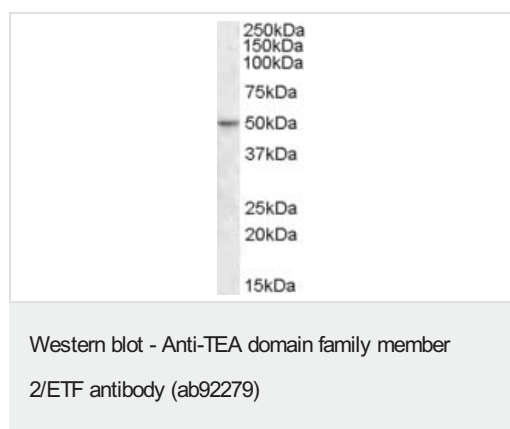 250kDa
150kDa
100kDa
75kDa
50kDa
37kDa
25kDa
20kDa
15kDa
Western blot - Anti-TEA domain family member
2/ETF antibody (ab92279)